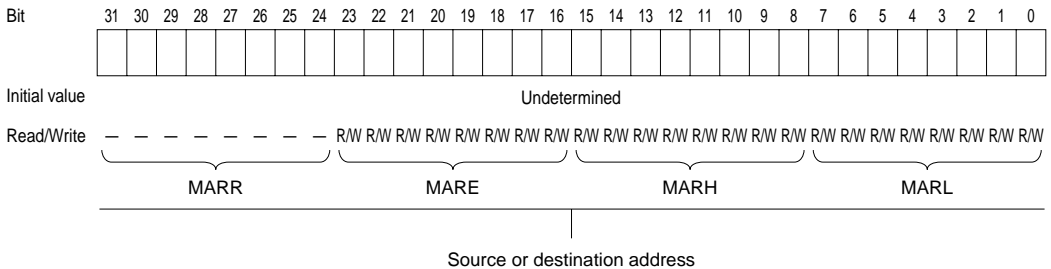 Bit 31 30 29 28 27 26 25 24 23 22 21 20 19 18 17 16 15 14 13 12 11 10 9 8 7 6 5 4 3 2 1 0
Initial value Undetermined
Read/Write — — — — — — — — R/W R/W R/W R/W R/W R/W R/W R/W R/W R/W R/W R/W R/W R/W R/W R/W R/W R/W R/W R/W R/W R/W R/W R/W
MARR MARE MARH MARL
Source or destination address